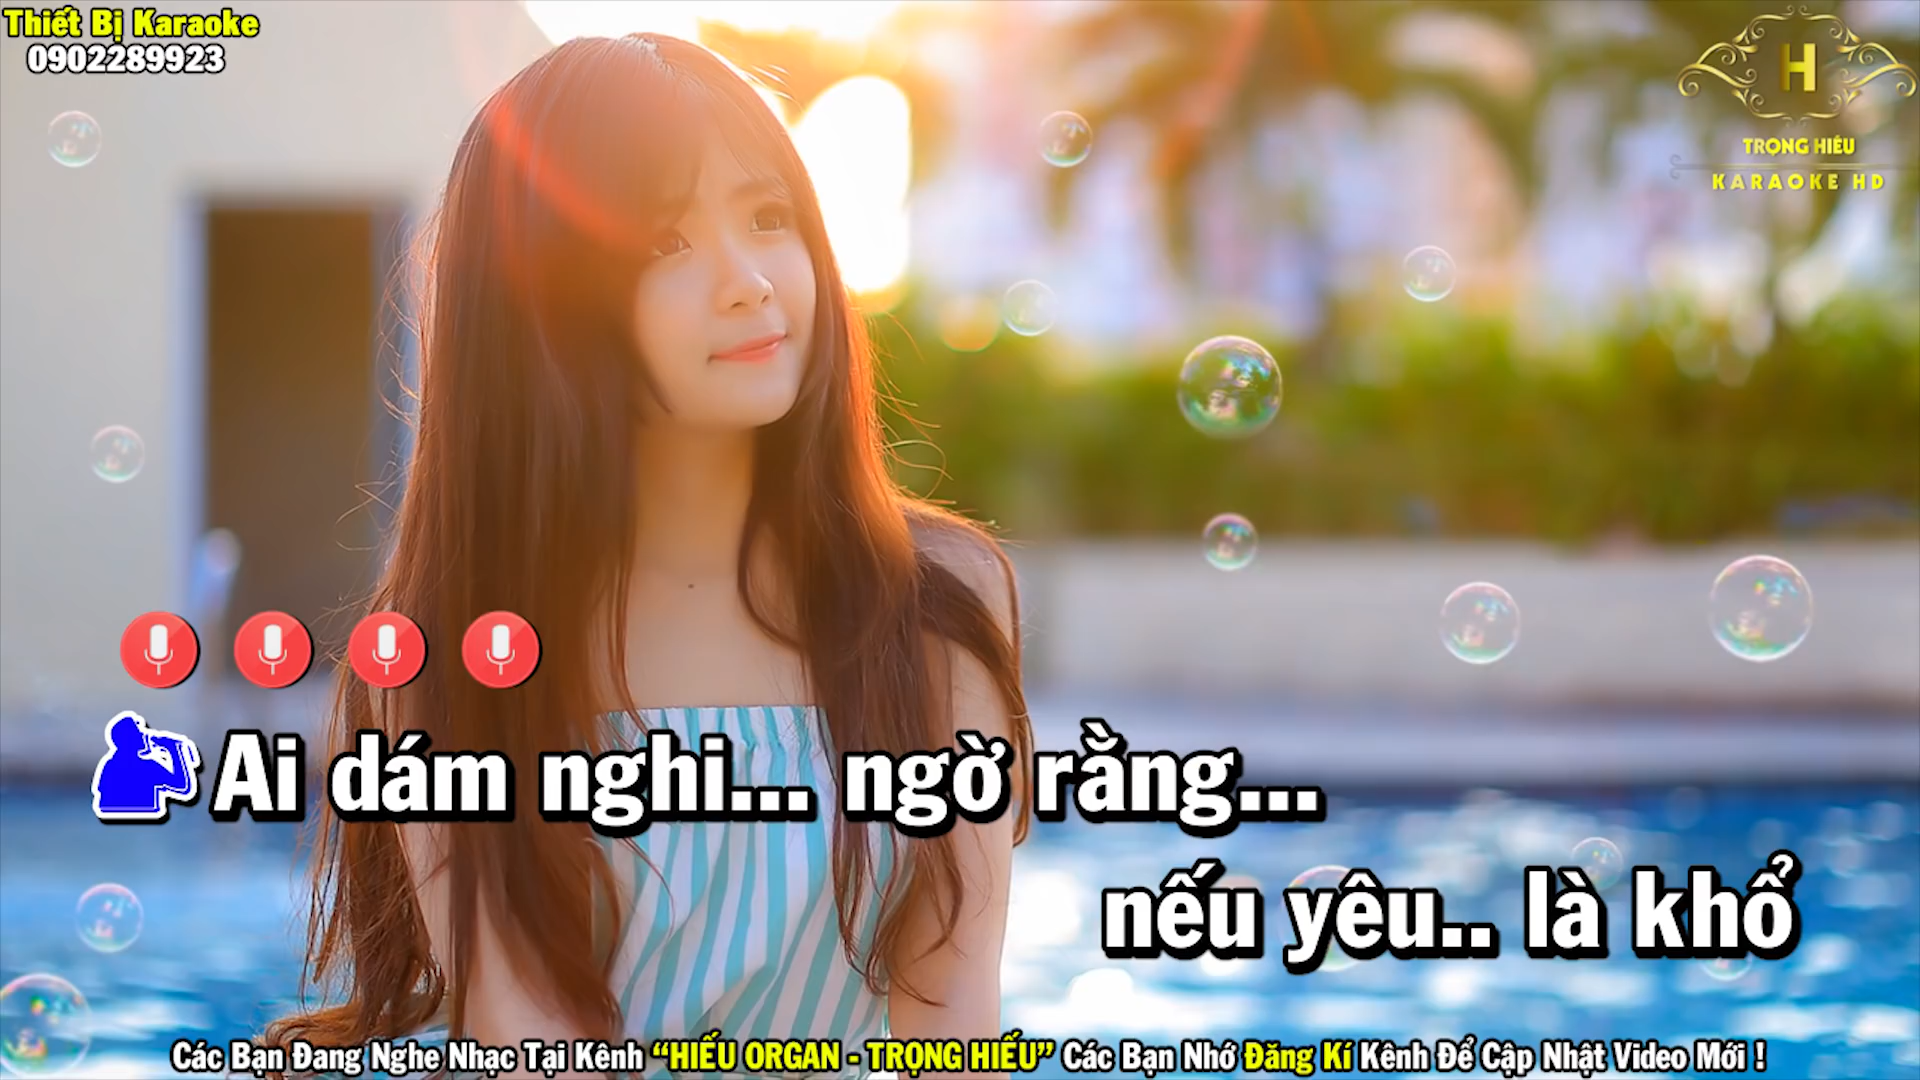 Thiết Bị Karaoke
0902289923
H
TRỌNG HIẾU
KARAOKE HD
Ai dám nghi... ngờ rằng...
nếu yêu.. là khổ
Các Bạn Đang Nghe Nhạc Tại Kênh “HIẾU ORGAN - TRỌNG HIẾU” Các Bạn Nhớ Đăng Kí Kênh Để Cập Nhật Video Mới !